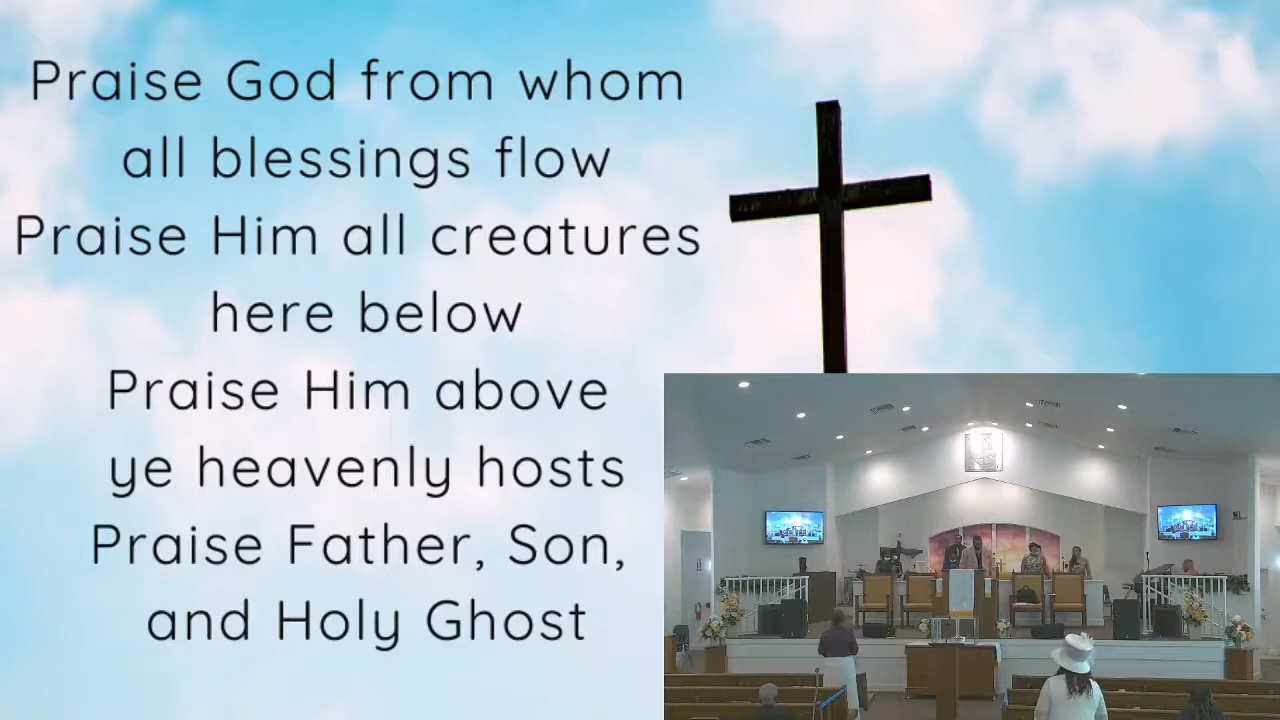 Praise God from whom
all blessings flow
Praise Him all creatures
here below
Praise Him above
ye heavenly hosts
Praise Father, Son,
and Holy Ghost